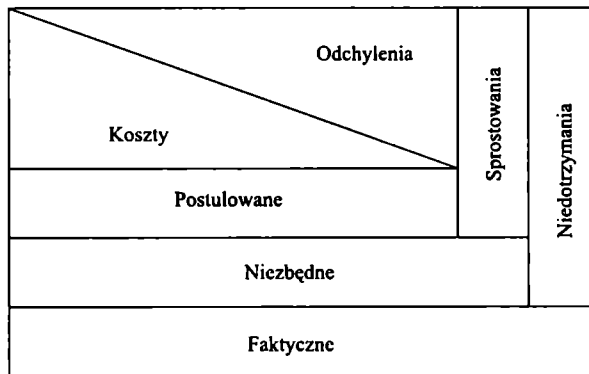 Odchylenia
Koszty
Sprostowania
Niedotrzymania
Postulowane
Niezbędne
Faktyczne